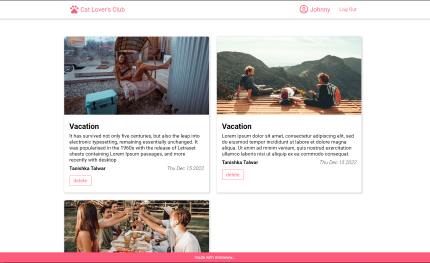 Cat Lover's Club
Johnny
Log Out
Vacation
It has survived not only five centuries, but also the leap into
electronic typesetting, remaining essentially unchanged. It
was popularised in the 1960s with the release of Letraset
sheets containing Lorem Ipsum passages, and more
recently with desktop
Tanishka Talwar
Thu Dec 15 2022
delete
Vacation
Lorem ipsum dolor sit amet, consectetur adipiscing elit, sed
do eiusmod tempor incididunt ut labore et dolore magna
aliqua. Ut enim ad minim veniam, quis nostrud exercitation
ullamco laboris nisi ut aliquip ex ea commodo consequat.
Tanishka Talwar
Thu Dec 15 2022
delete